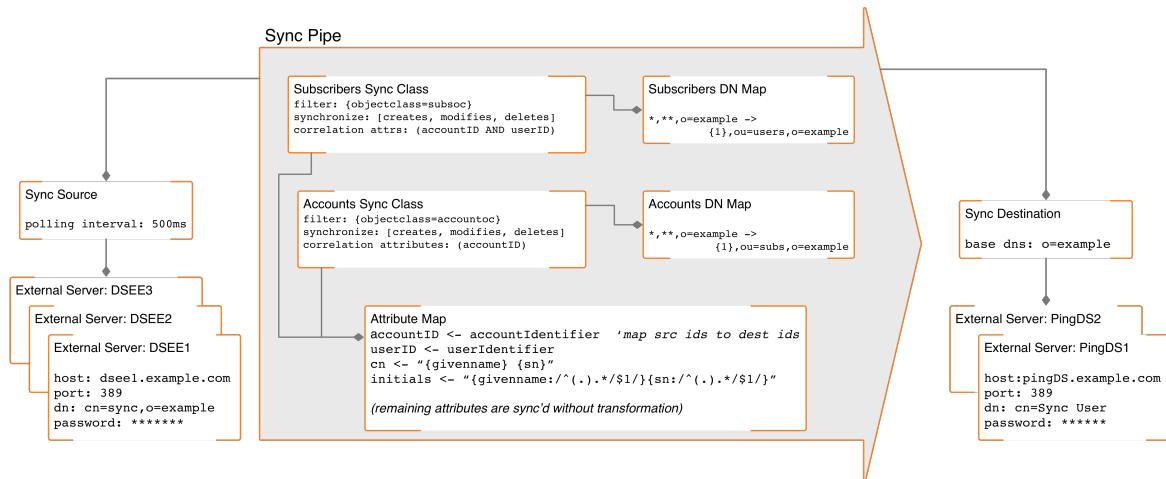 Sync Pipe
Subscribers Sync Class
filter: {objectclass=subsoc}
synchronize: [creates, modifies, deletes]
correlation attrs: (accountID AND userID)
Subscribers DN Map
*,**,o=example ->
{1},ou=users,o=example
Sync Source
polling interval: 500ms
Accounts Sync Class
filter: {objectclass=accountoc}
synchronize: [creates, modifies, deletes]
correlation attributes: (accountID)
Accounts DN Map
*,**,o=example ->
{1},ou=subs,o=example
Sync Destination
base dns: o=example
External Server: DSEE3
External Server: DSEE2
External Server: DSEE1
host: dsee1.example.com
port: 389
dn: cn=sync,o=example
password: *******
Attribute Map
accountID <- accountIdentifier  ‘map src ids to dest ids
userID <- userIdentifier
cn <- “{givenname} {sn}”
initials <- “{givenname:/^(.).*/$1/}{sn:/^(.).*/$1/}”
(remaining attributes are sync’d without transformation)
External Server: PingDS2
External Server: PingDS1
host:pingDS.example.com
port: 389
dn: cn=Sync User
password: ******